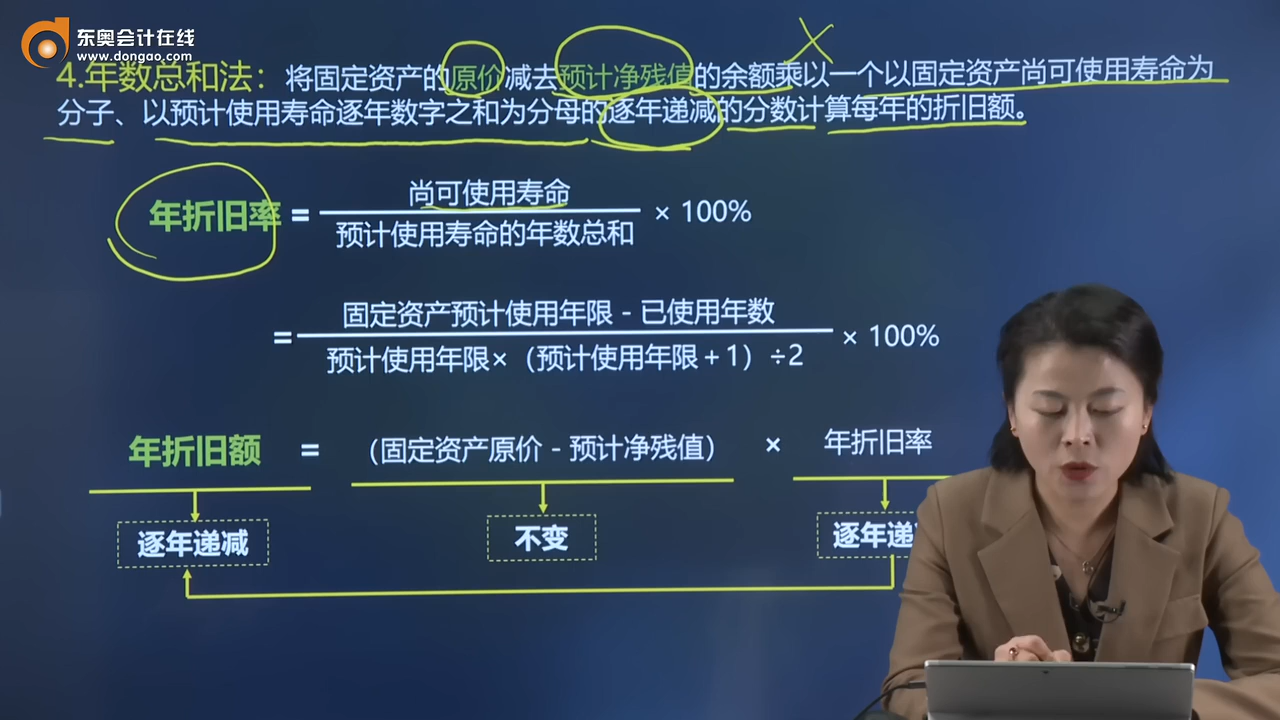 东奥会计在线
www.dongao.com
4.年数总和法：将固定资产的原价减去预计净残值的余额乘以一个以固定资产尚可使用寿命为
分子、以预计使用寿命逐年数字之和为分母的逐年递减的分数计算每年的折旧额。
年折旧率 = 尚可使用寿命 × 100%
预计使用寿命的年数总和
= 固定资产预计使用年限 - 已使用年数 × 100%
预计使用年限×（预计使用年限＋1）÷2
年折旧额 = （固定资产原价 - 预计净残值） × 年折旧率
逐年递减 不变 逐年递